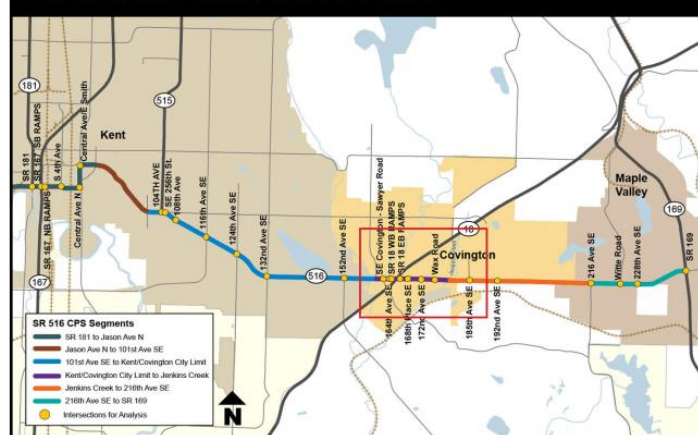 181
515
Kent
SR 181
SR 167 SB RAMPS
SR 167 NB RAMPS
S 4th Ave
Central Ave/E Smith
Central Ave N
104TH AVE
SE 256th St.
108th Ave
116th Ave SE
124th Ave SE
132nd Ave SE
167
516
152nd Ave SE
SE Covington - Sawyer Road
SR 18 WB RAMPS
SR 18 EB RAMPS
164th Ave SE
168th Place SE
172nd Ave SE
Wax Road
18
Covington
185th Ave SE
192nd Ave SE
Maple
Valley
169
216 Ave SE
Witte Road
228th Ave SE
SR 169
SR 516 CPS Segments
SR 181 to Jason Ave N
Jason Ave N to 101st Ave SE
101st Ave SE to Kent/Covington City Limit
Kent/Covington City Limit to Jenkins Creek
Jenkins Creek to 216th Ave SE
216th Ave SE to SR 169
Intersections for Analysis
N